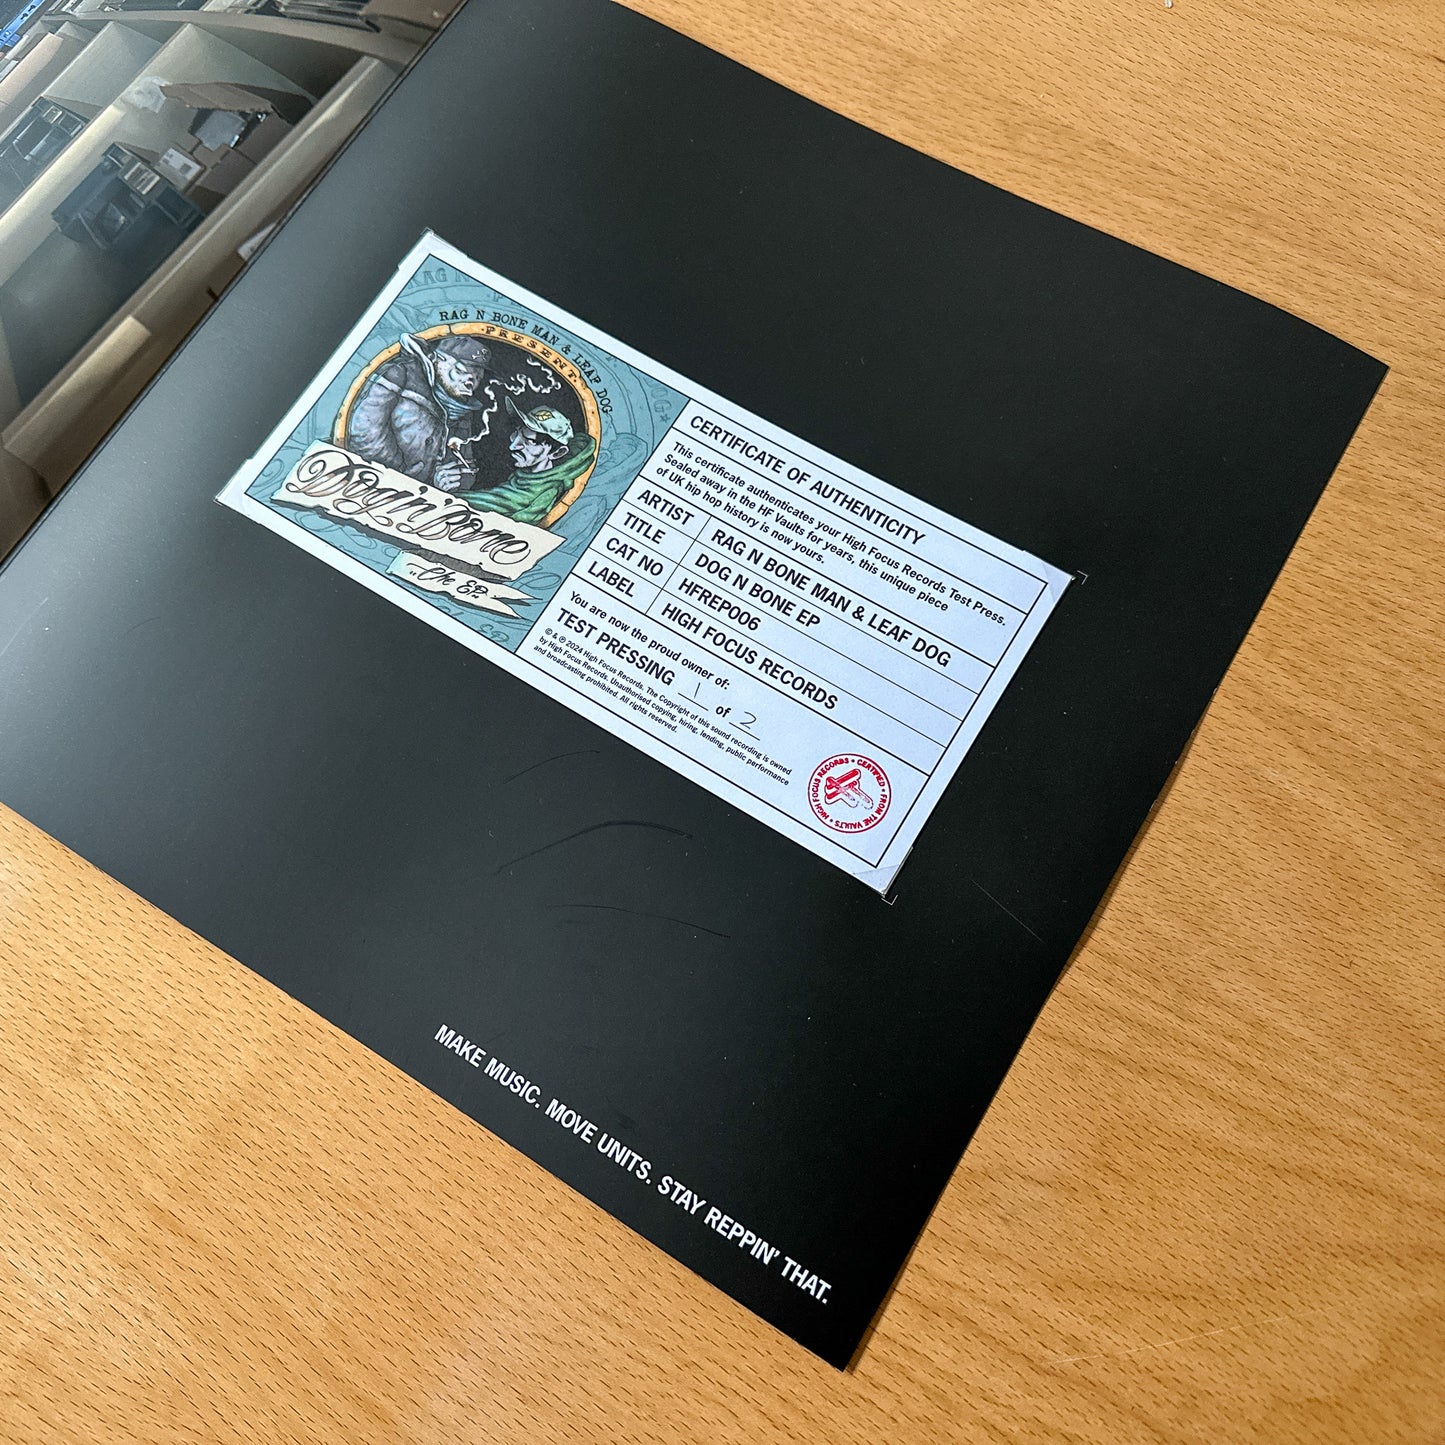 RAG N BONE MAN & LEAF DOG
·PRESENT·
Dog'n'Bone
"the EP"
CERTIFICATE OF AUTHENTICITY
This certificate authenticates your High Focus Records Test Press.
Sealed away in the HF Vaults for years, this unique piece
of UK hip hop history is now yours.
ARTIST RAG N BONE MAN & LEAF DOG
TITLE DOG N BONE EP
CAT NO HFREP006
LABEL HIGH FOCUS RECORDS
You are now the proud owner of:
TEST PRESSING 1 of 2
© & ℗ 2024 High Focus Records. The Copyright of this sound recording is owned
by High Focus Records. Unauthorised copying, hiring, lending, public performance
and broadcasting prohibited. All rights reserved.
HIGH FOCUS RECORDS • CERTIFIED • FROM THE VAULTS •
MAKE MUSIC. MOVE UNITS. STAY REPPIN' THAT.